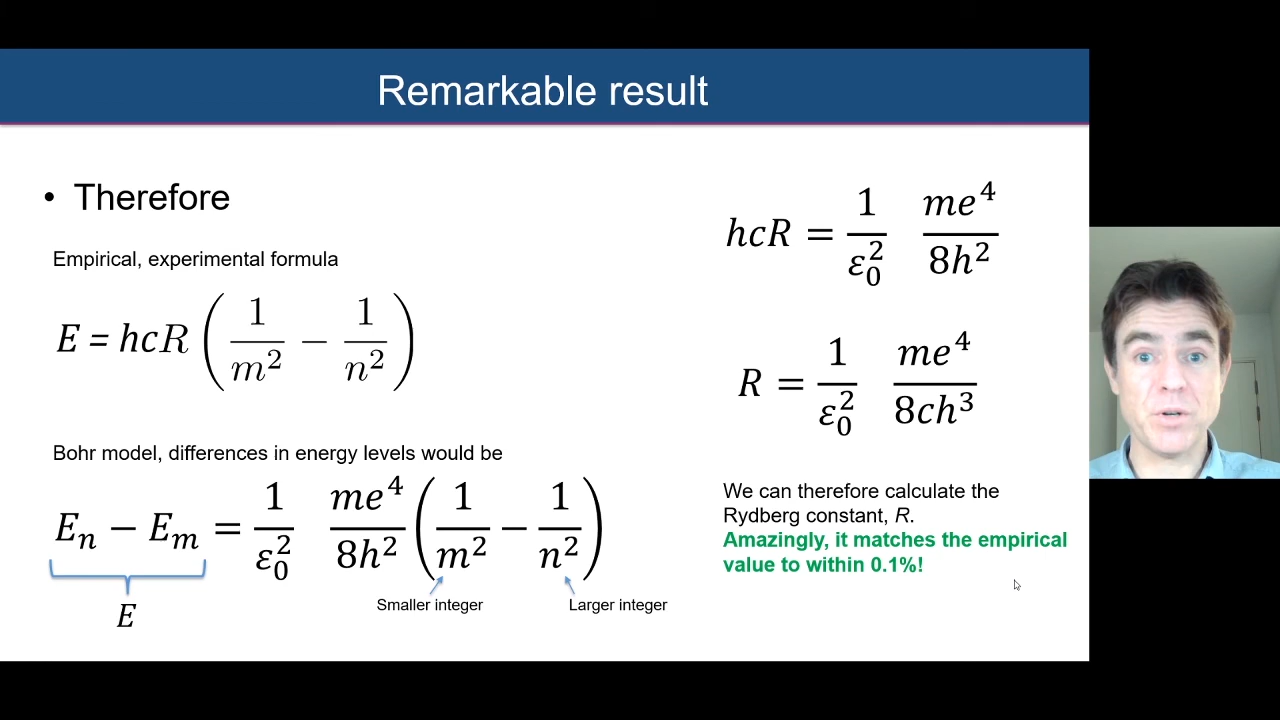 Remarkable result
• Therefore
Empirical, experimental formula
E = hcR (1/m² − 1/n²)
Bohr model, differences in energy levels would be
Eₙ − Eₘ = 1/ε₀² me⁴/8h² (1/m² − 1/n²)
Smaller integer
Larger integer
E
hcR = 1/ε₀² me⁴/8h²
R = 1/ε₀² me⁴/8ch³
We can therefore calculate the
Rydberg constant, R.
Amazingly, it matches the empirical
value to within 0.1%!